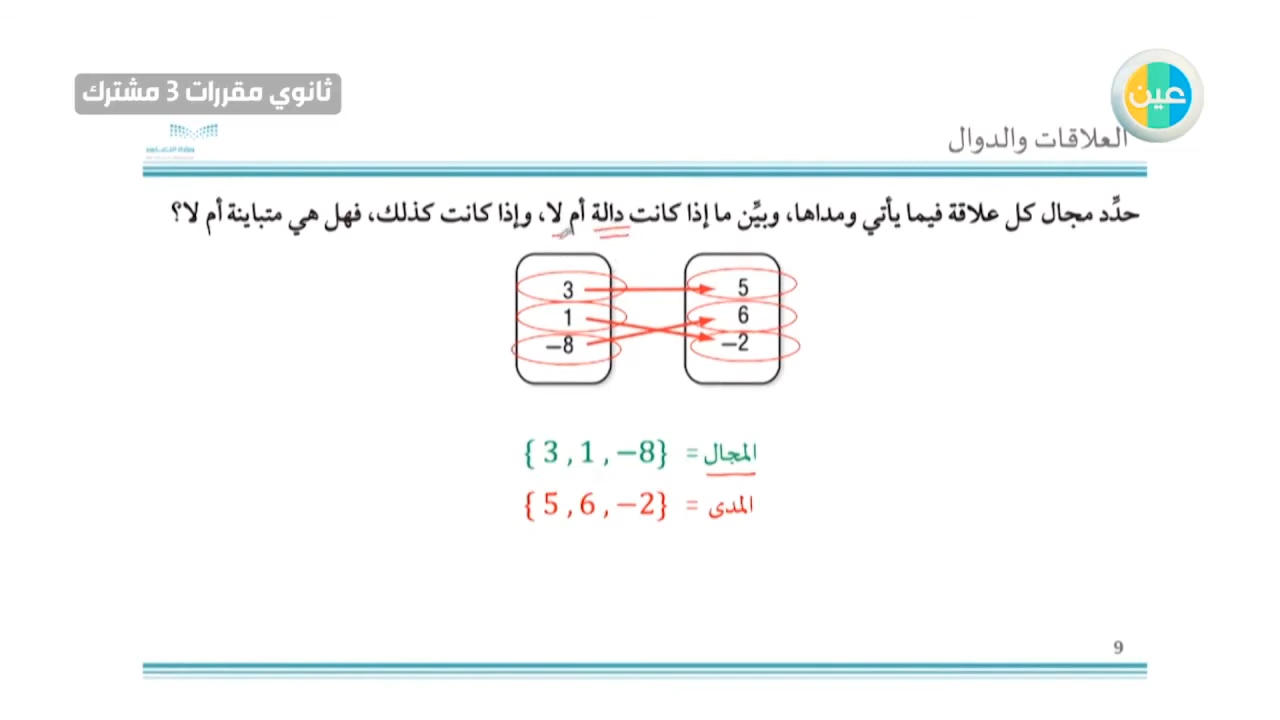 ثانوي مقررات 3 مشترك
عين
العلاقات والدوال
حدِّد مجال كل علاقة فيما يأتي ومداها، وبيِّن ما إذا كانت دالة أم لا، وإذا كانت كذلك، فهل هي متباينة أم لا؟
3 5
1 6
−8 −2
المجال = {3 , 1 , −8}
المدى = {5 , 6 , −2}
9